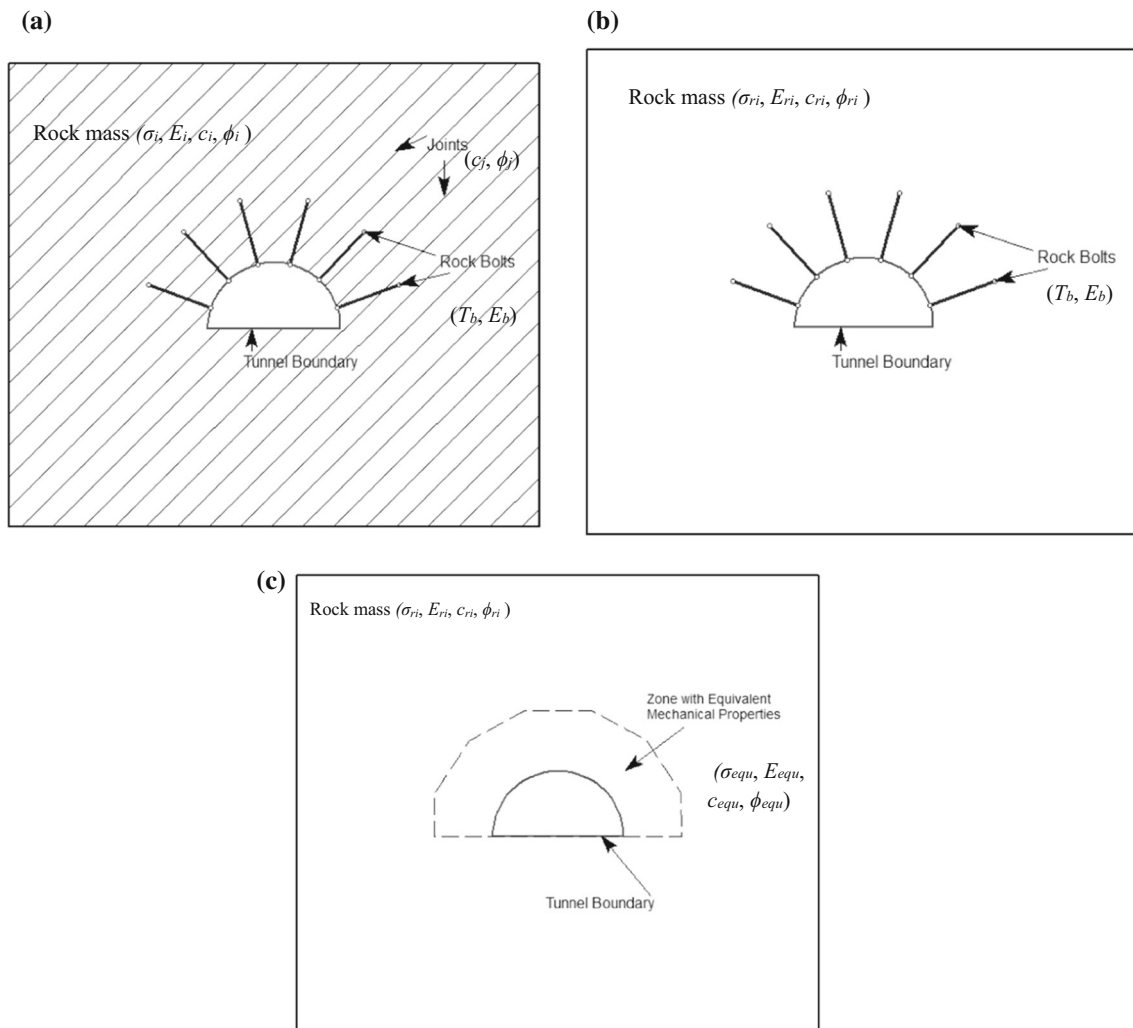 (a)
Rock mass (σi, Ei, ci, ϕi )
Joints
(cj, ϕj)
Rock Bolts
(Tb, Eb)
Tunnel Boundary
(b)
Rock mass (σri, Eri, cri, ϕri )
Rock Bolts
(Tb, Eb)
Tunnel Boundary
(c)
Rock mass (σri, Eri, cri, ϕri )
Zone with Equivalent
Mechanical Properties
(σequ, Eequ,
cequ, ϕequ)
Tunnel Boundary